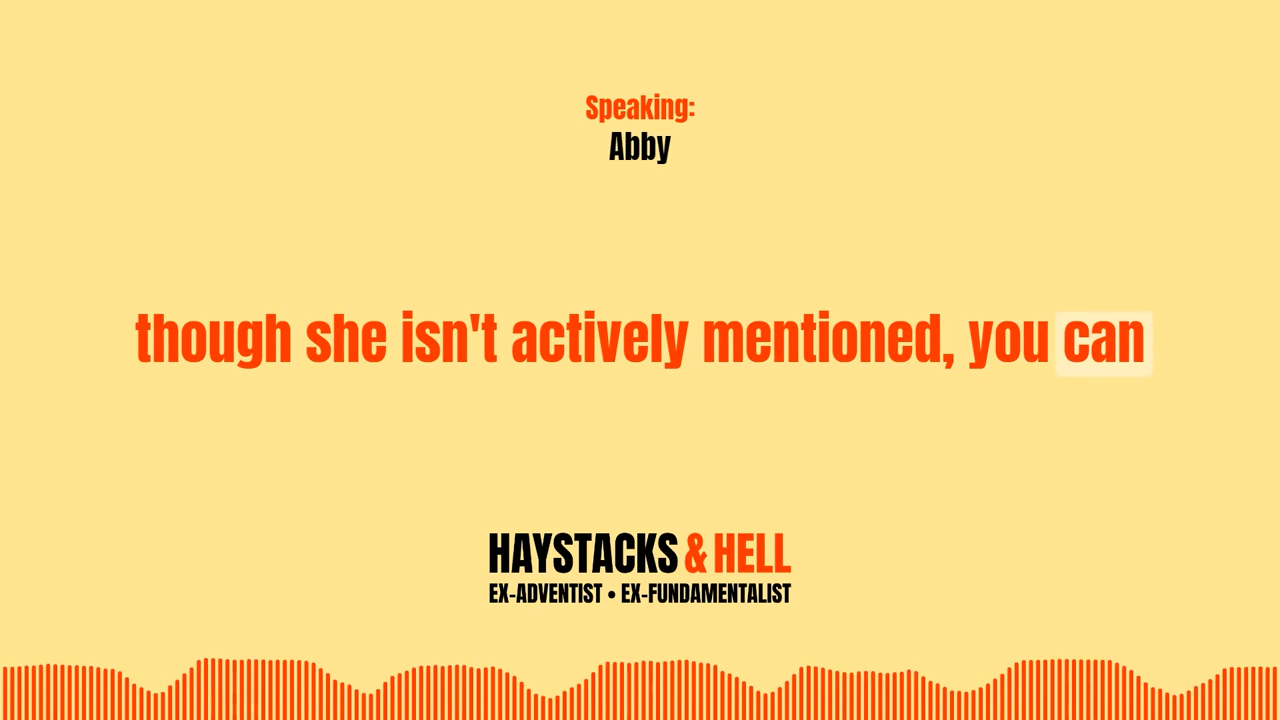 Speaking:
Abby
though she isn't actively mentioned, you can
HAYSTACKS & HELL
EX-ADVENTIST • EX-FUNDAMENTALIST